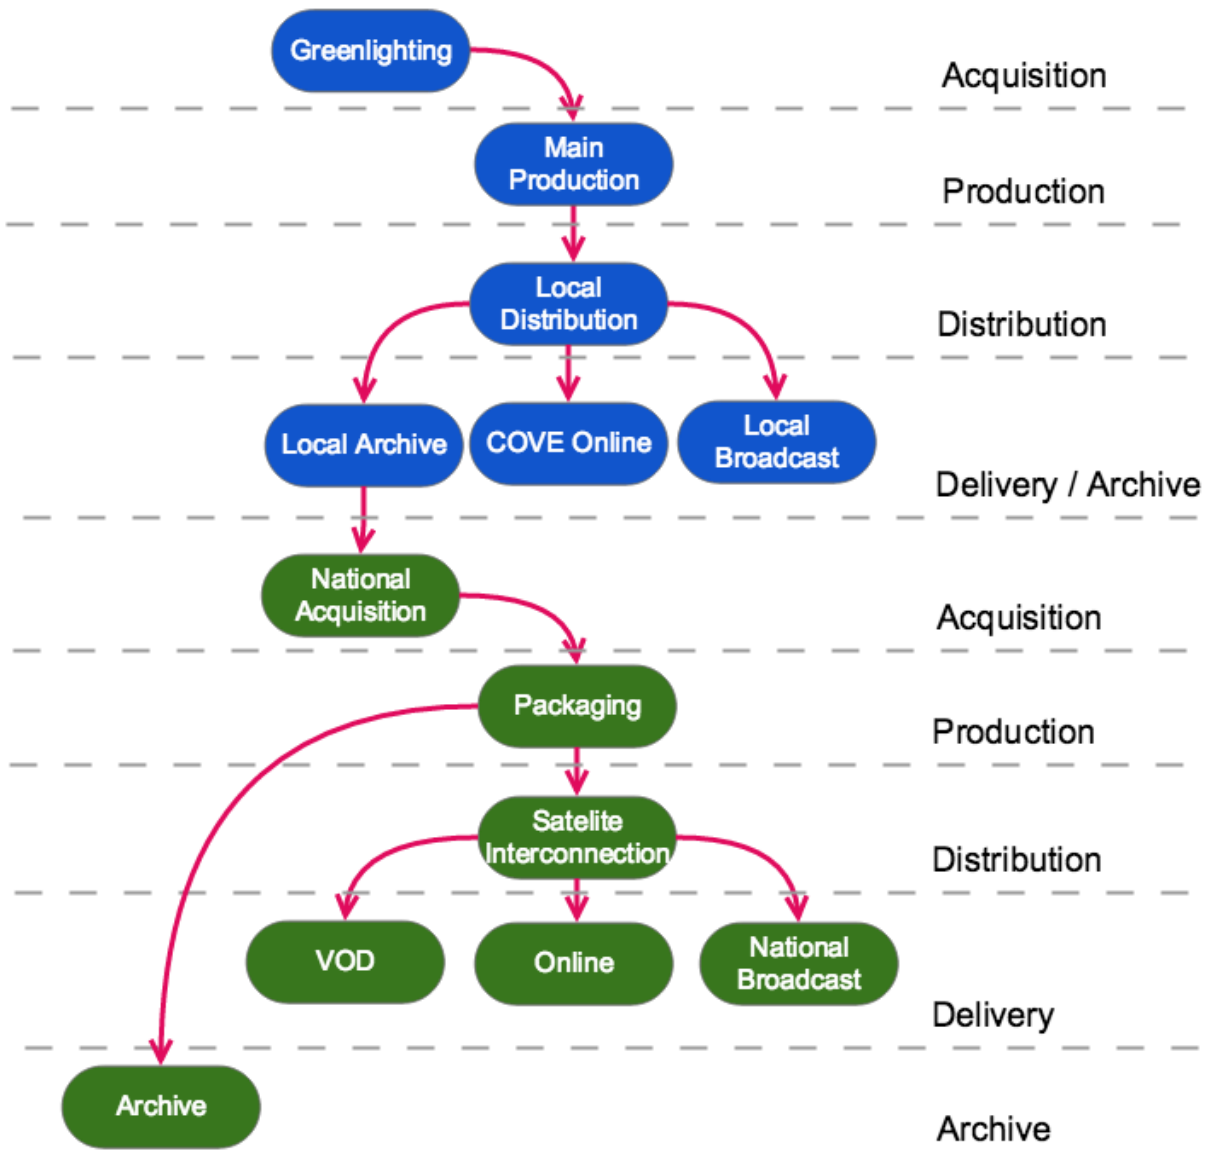 Greenlighting
Acquisition
Main
Production
Production
Local
Distribution
Distribution
Local Archive
COVE Online
Local
Broadcast
Delivery / Archive
National
Acquisition
Acquisition
Packaging
Production
Satelite
Interconnection
Distribution
VOD
Online
National
Broadcast
Delivery
Archive
Archive